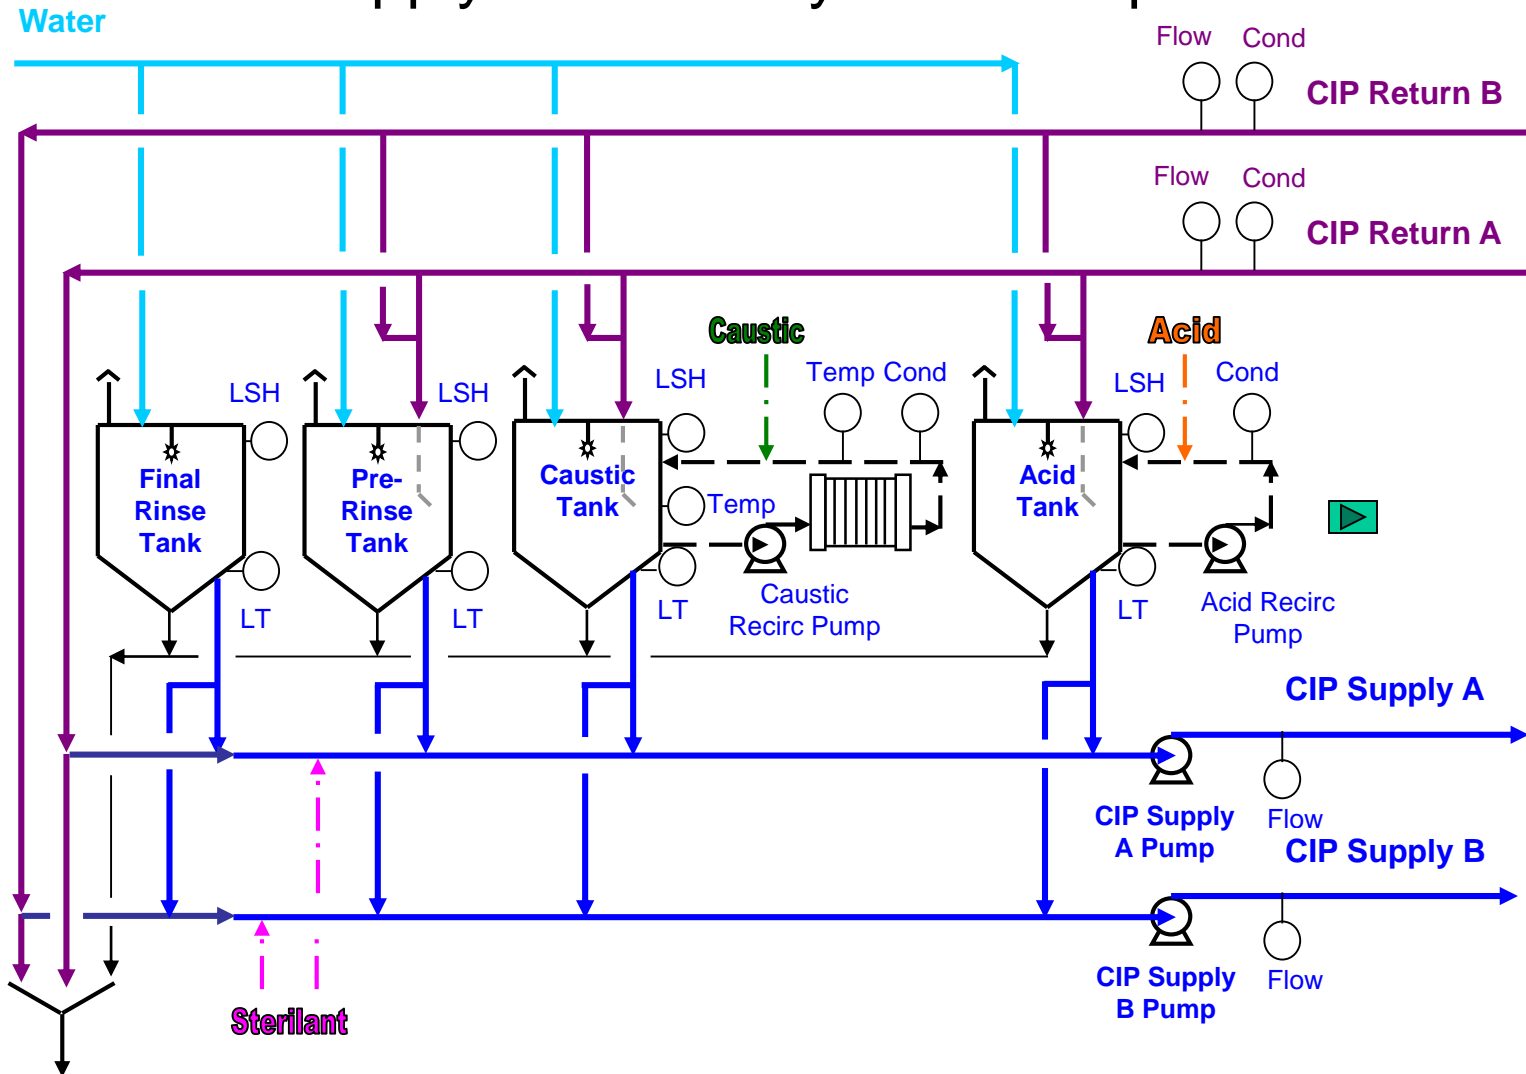 Water
Flow
Cond
CIP Return B
Flow
Cond
CIP Return A
Caustic
Acid
LSH
LSH
LSH
Temp Cond
LSH
Cond
Final
Rinse
Tank
Pre-
Rinse
Tank
Caustic
Tank
Temp
Acid
Tank
LT
LT
LT
Caustic
Recirc Pump
LT
Acid Recirc
Pump
CIP Supply A
CIP Supply
A Pump
Flow
CIP Supply B
CIP Supply
B Pump
Flow
Sterilant